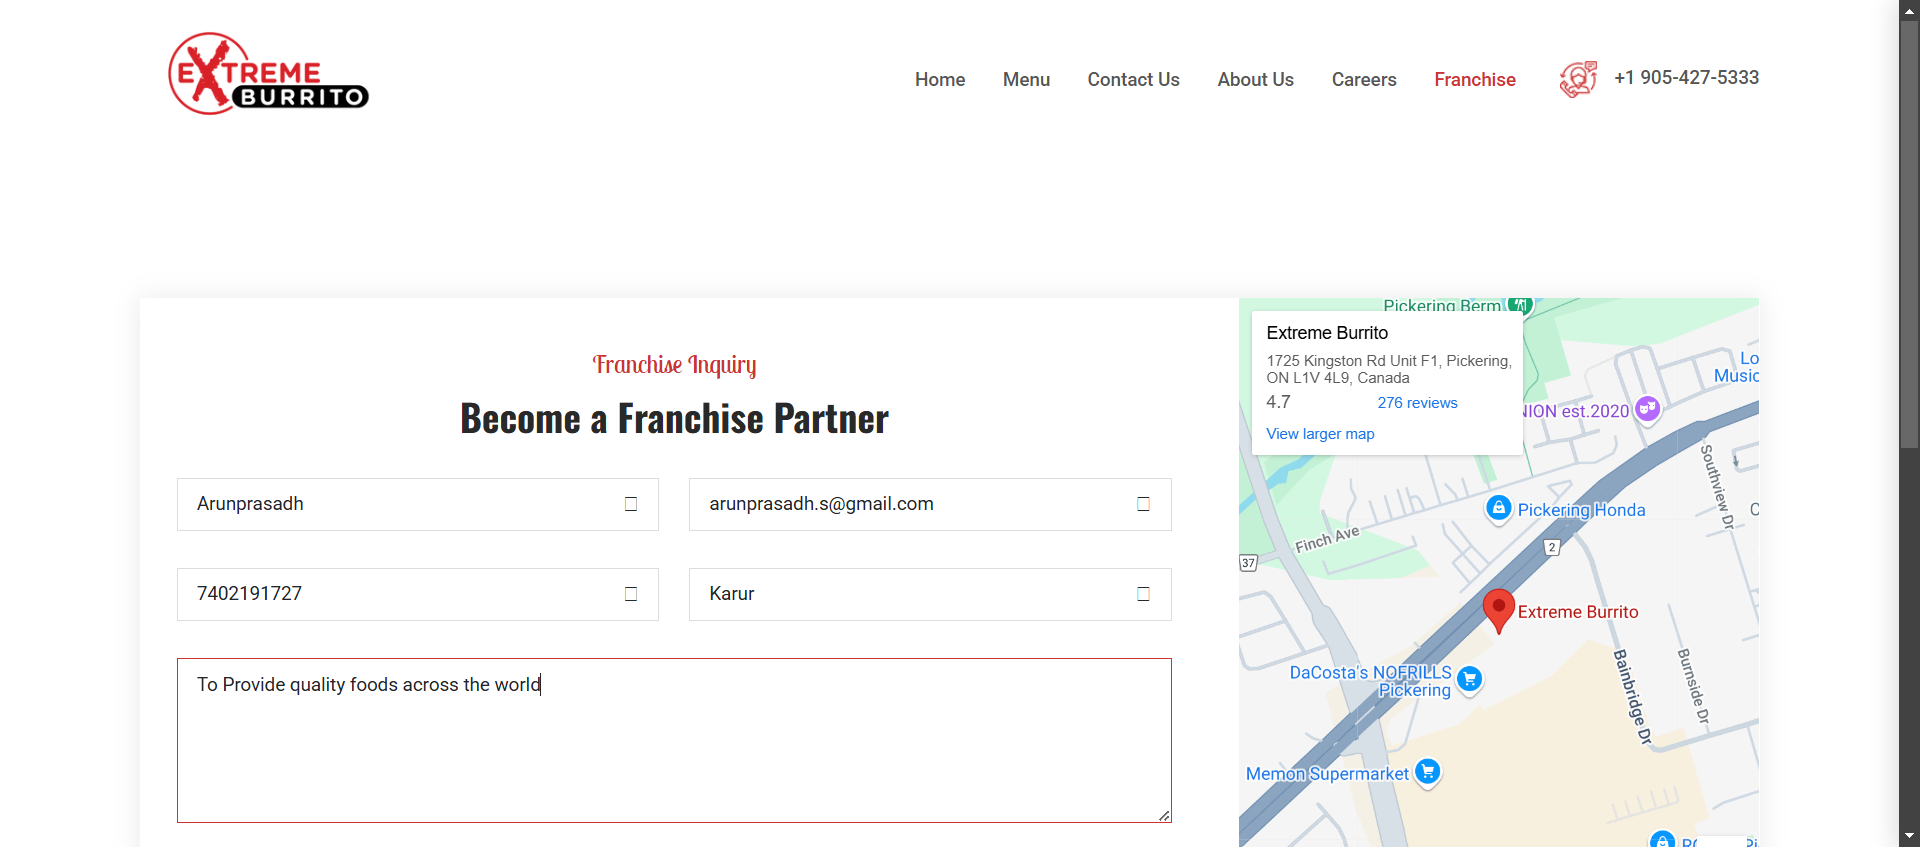 EXTREME
BURRITO
Home
Menu
Contact Us
About Us
Careers
Franchise
+1 905-427-5333
Franchise Inquiry
Become a Franchise Partner
Arunprasadh
arunprasadh.s@gmail.com
7402191727
Karur
To Provide quality foods across the world
Pickering Berm
Extreme Burrito
1725 Kingston Rd Unit F1, Pickering,
ON L1V 4L9, Canada
4.7
276 reviews
View larger map
Lo
Music
NION est.2020
Southview Dr
Pickering Honda
C
Finch Ave
2
37
Extreme Burrito
DaCosta's NOFRILLS
Pickering
Bainbridge Dr
Burnside Dr
Memon Supermarket